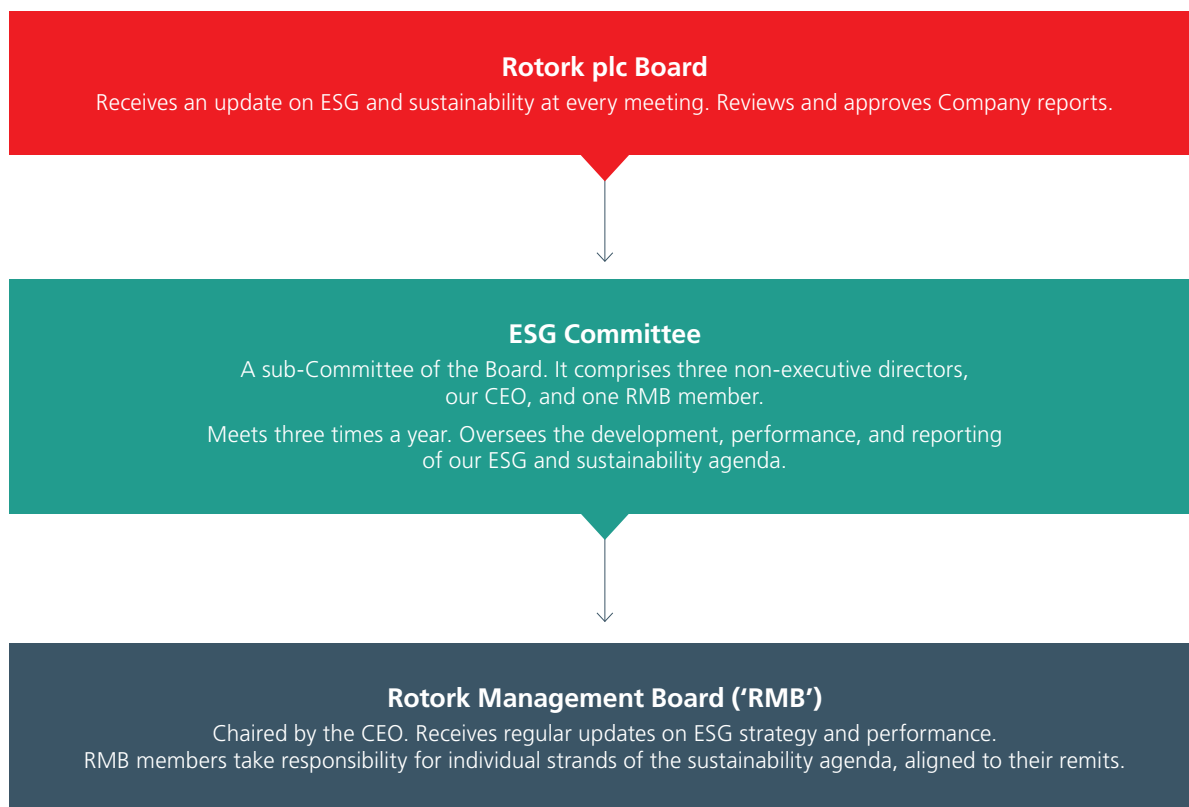 Rotork plc Board
Receives an update on ESG and sustainability at every meeting. Reviews and approves Company reports.
ESG Committee
A sub-Committee of the Board. It comprises three non-executive directors,
our CEO, and one RMB member.
Meets three times a year. Oversees the development, performance, and reporting
of our ESG and sustainability agenda.
Rotork Management Board (‘RMB’)
Chaired by the CEO. Receives regular updates on ESG strategy and performance.
RMB members take responsibility for individual strands of the sustainability agenda, aligned to their remits.